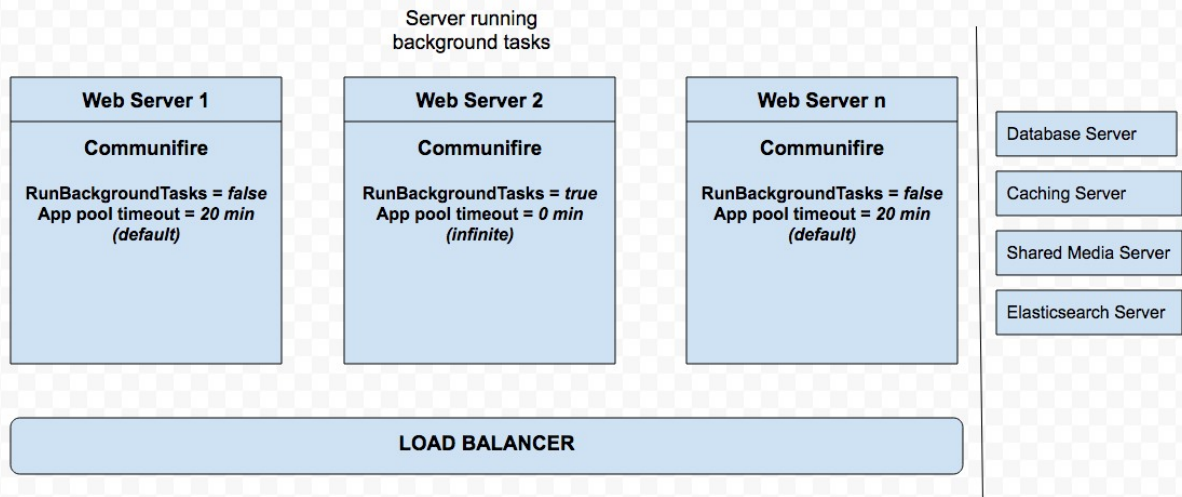 Server running
background tasks
Web Server 1
Communifire
RunBackgroundTasks = false
App pool timeout = 20 min
(default)
Web Server 2
Communifire
RunBackgroundTasks = true
App pool timeout = 0 min
(infinite)
Web Server n
Communifire
RunBackgroundTasks = false
App pool timeout = 20 min
(default)
Database Server
Caching Server
Shared Media Server
Elasticsearch Server
LOAD BALANCER